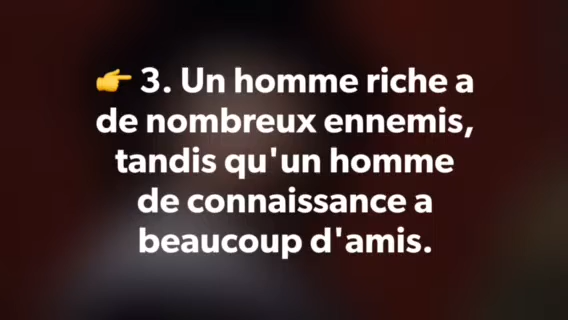 👉 3. Un homme riche a
de nombreux ennemis,
tandis qu'un homme
de connaissance a
beaucoup d'amis.